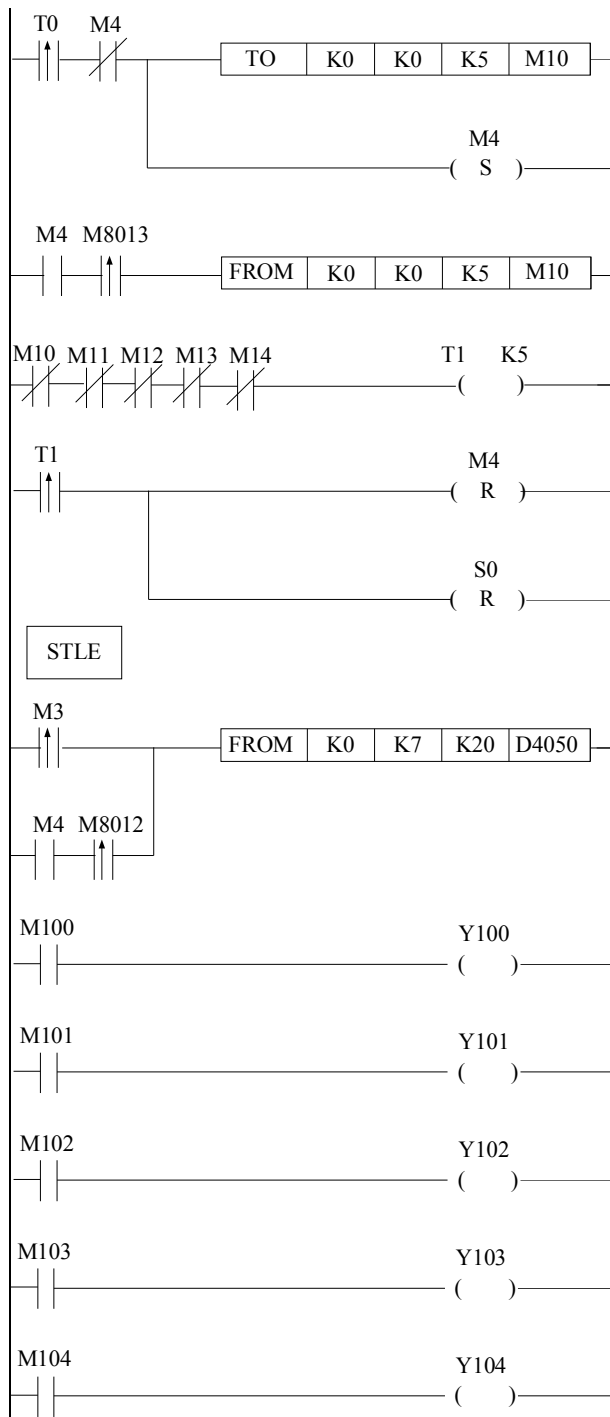 T0 M4
TO K0 K0 K5 M10
M4
( S )
M4 M8013
FROM K0 K0 K5 M10
M10 M11 M12 M13 M14 T1 K5
( )
T1 M4
( R )
S0
( R )
STLE
M3
FROM K0 K7 K20 D4050
M4 M8012
M100 Y100
( )
M101 Y101
( )
M102 Y102
( )
M103 Y103
( )
M104 Y104
( )